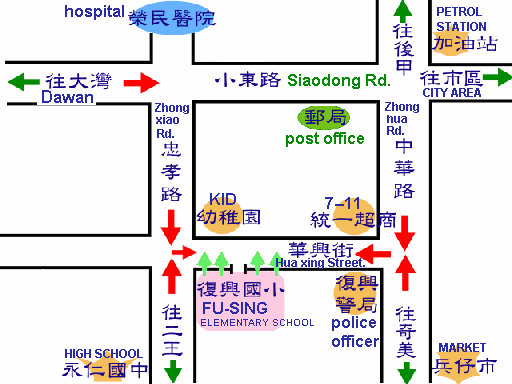 hospital
榮民醫院
往後甲
PETROL
STATION
加油站
往大灣
Dawan
小東路 Siaodong Rd.
往市區
CITY AREA
Zhong
xiao
Rd.
忠孝路
郵局
post office
Zhong
hua
Rd.
中華路
KID
幼稚園
7-11
統一超商
華興街
Hua xing Street.
復興國小
FU-SING
ELEMENTARY SCHOOL
復興
警局
police
officer
往二王
往奇美
HIGH SCHOOL
永仁國中
MARKET
兵仔市